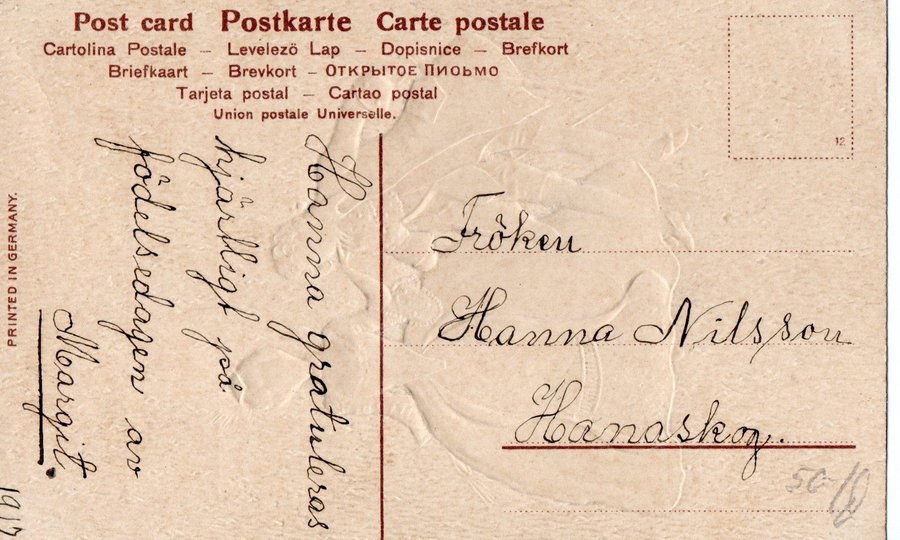 Post card Postkarte Carte postale
Cartolina Postale – Levelezö Lap – Dopisnice – Brefkort
Briefkaart – Brevkort – ОТКРЫТОЕ ПИСЬМО
Tarjeta postal – Cartao postal
Union postale Universelle.
12
PRINTED IN GERMANY.
Hanna gratuleras
hjärtligt på
födelsedagen av
Margit.
1917
Fröken
Hanna Nilsson
Hanaskog.